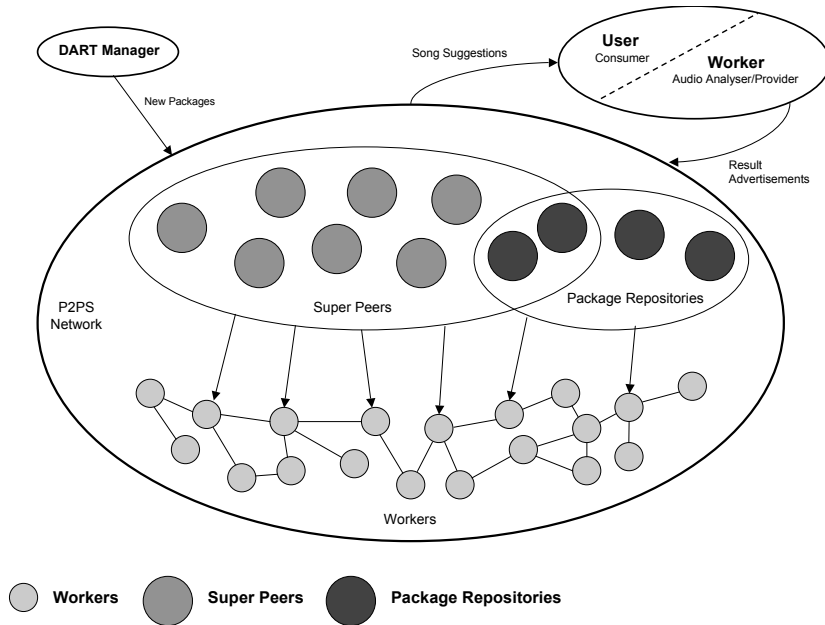 DART Manager
New Packages
Song Suggestions
User
Consumer
Worker
Audio Analyser/Provider
Result
Advertisements
P2PS
Network
Super Peers
Package Repositories
Workers
Workers
Super Peers
Package Repositories